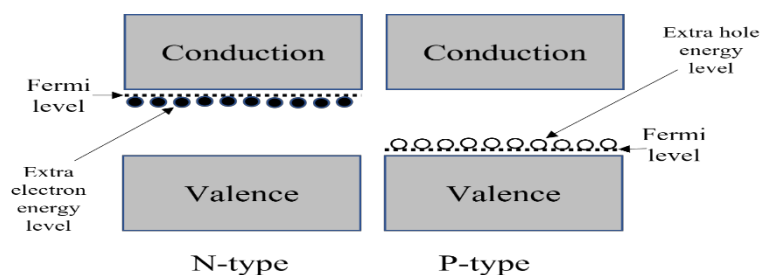 Conduction
Conduction
Extra hole
energy
level
Fermi
level
Fermi
level
Extra
electron
energy
level
Valence
Valence
N-type
P-type